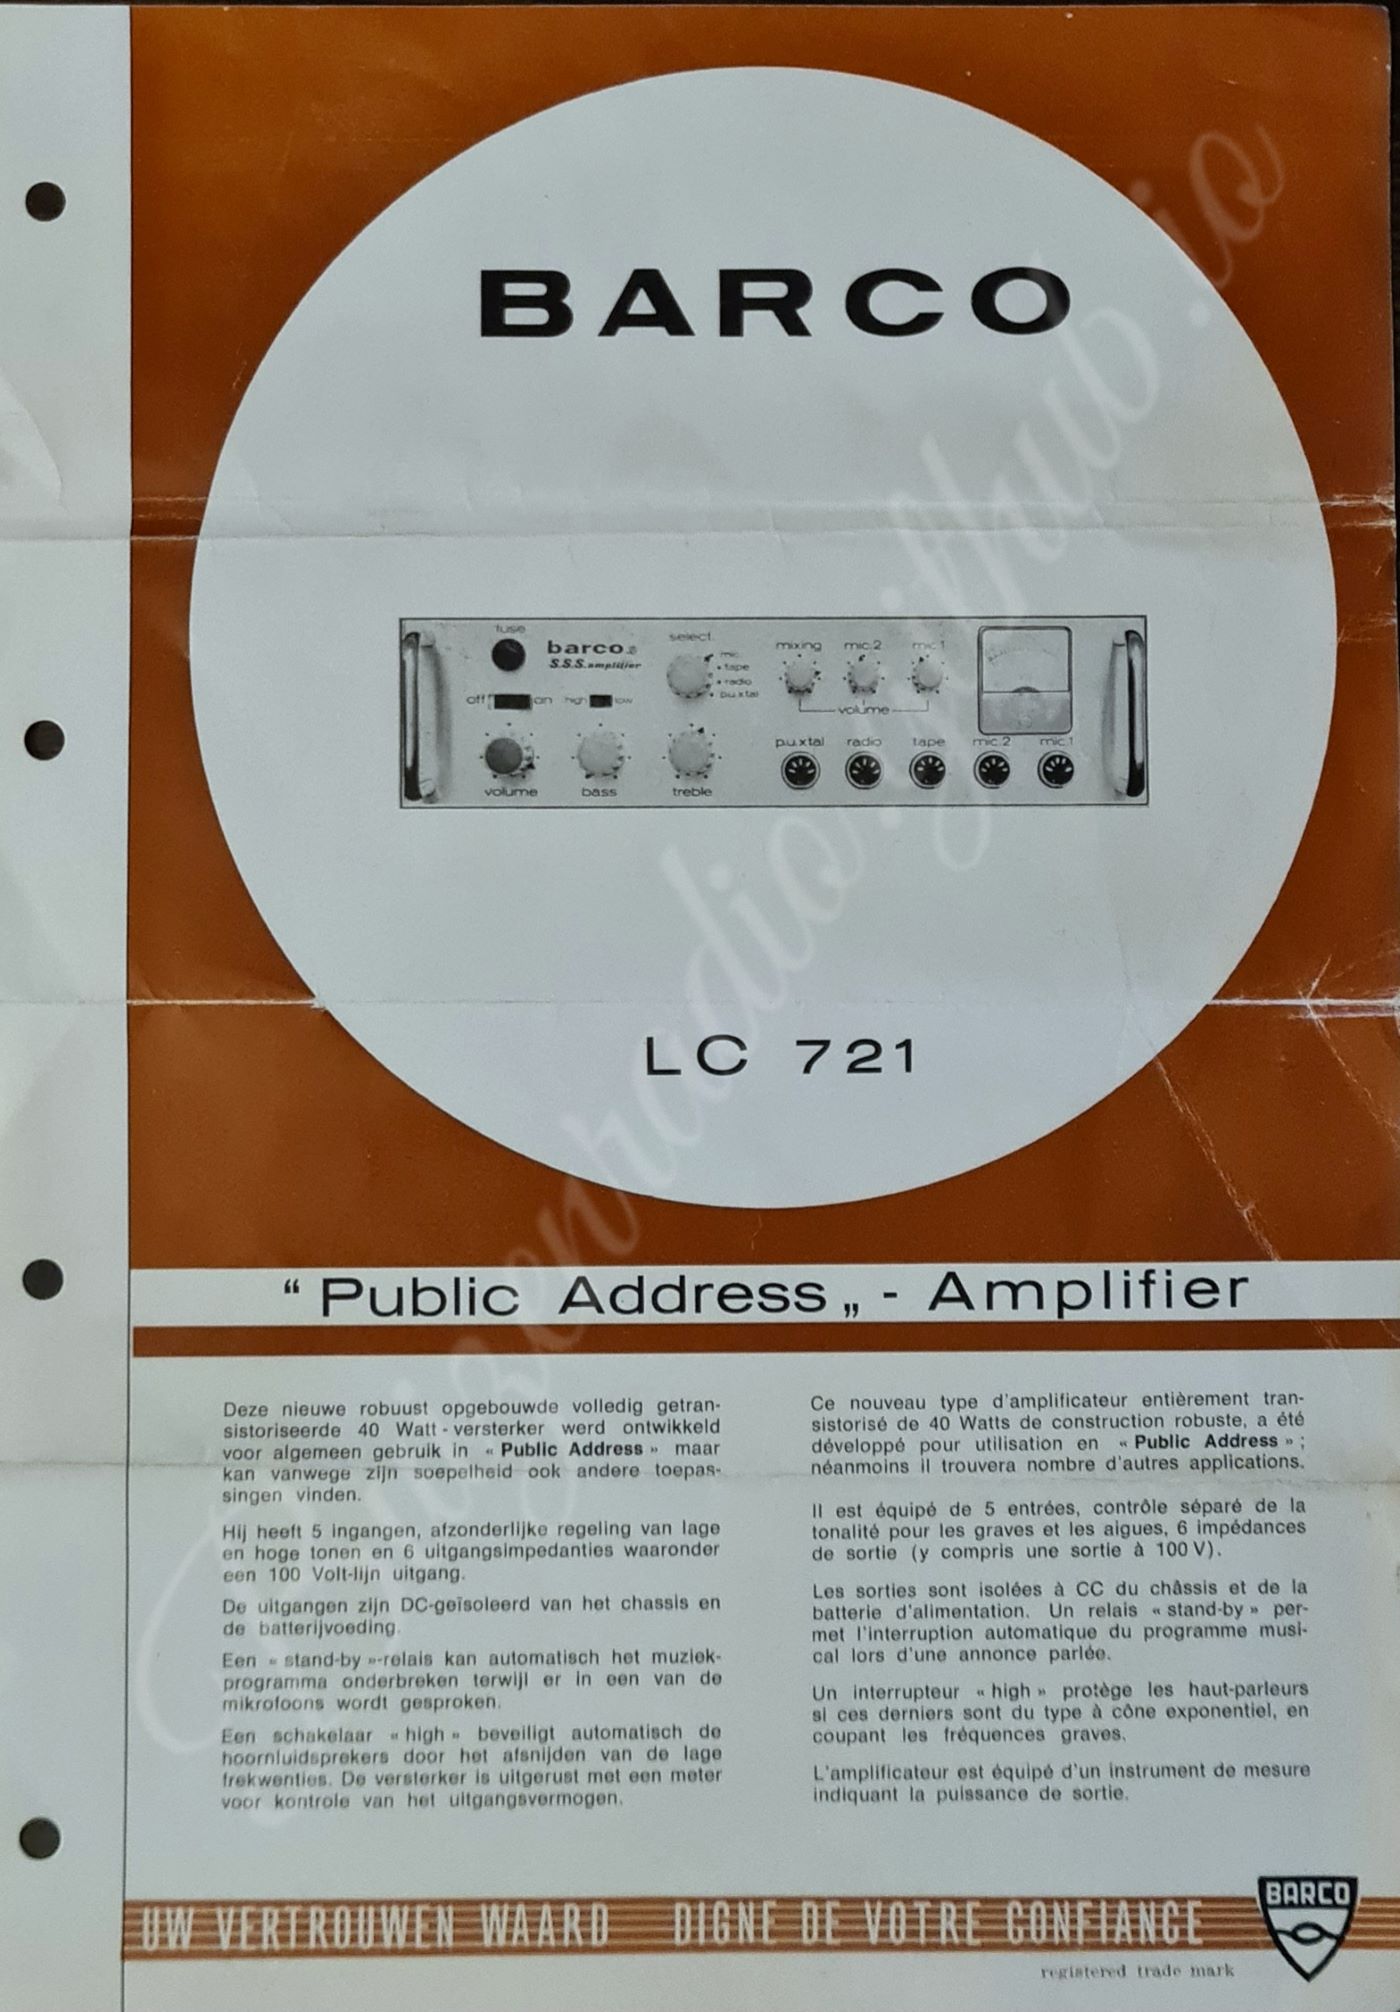 BARCO
fuse
barco
S.S.S. amplifier
select
mic.
tape
radio
p.u.xtal
mixing mic.2 mic.1
volume
off on high low
volume bass treble
p.u.xtal radio tape mic.2 mic.1
LC 721
“ Public Address „ - Amplifier
Deze nieuwe robuust opgebouwde volledig getran-
sistoriseerde 40 Watt - versterker werd ontwikkeld
voor algemeen gebruik in « Public Address » maar
kan vanwege zijn soepelheid ook andere toepas-
singen vinden.
Hij heeft 5 ingangen, afzonderlijke regeling van lage
en hoge tonen en 6 uitgangsimpedanties waaronder
een 100 Volt-lijn uitgang.
De uitgangen zijn DC-geïsoleerd van het chassis en
de batterijvoeding.
Een « stand-by »-relais kan automatisch het muziek-
programma onderbreken terwijl er in een van de
mikrofoons wordt gesproken.
Een schakelaar « high » beveiligt automatisch de
hoornluidsprekers door het afsnijden van de lage
frekwenties. De versterker is uitgerust met een meter
voor kontrole van het uitgangsvermogen.
Ce nouveau type d'amplificateur entièrement tran-
sistorisé de 40 Watts de construction robuste, a été
développé pour utilisation en « Public Address » ;
néanmoins il trouvera nombre d'autres applications.
Il est équipé de 5 entrées, contrôle séparé de la
tonalité pour les graves et les aigues, 6 impédances
de sortie (y compris une sortie à 100 V).
Les sorties sont isolées à CC du châssis et de la
batterie d'alimentation. Un relais « stand-by » per-
met l'interruption automatique du programme musi-
cal lors d'une annonce parlée.
Un interrupteur « high » protège les haut-parleurs
si ces derniers sont du type à cône exponentiel, en
coupant les fréquences graves.
L'amplificateur est équipé d'un instrument de mesure
indiquant la puissance de sortie.
UW VERTROUWEN WAARD DIGNE DE VOTRE CONFIANCE
BARCO
registered trade mark